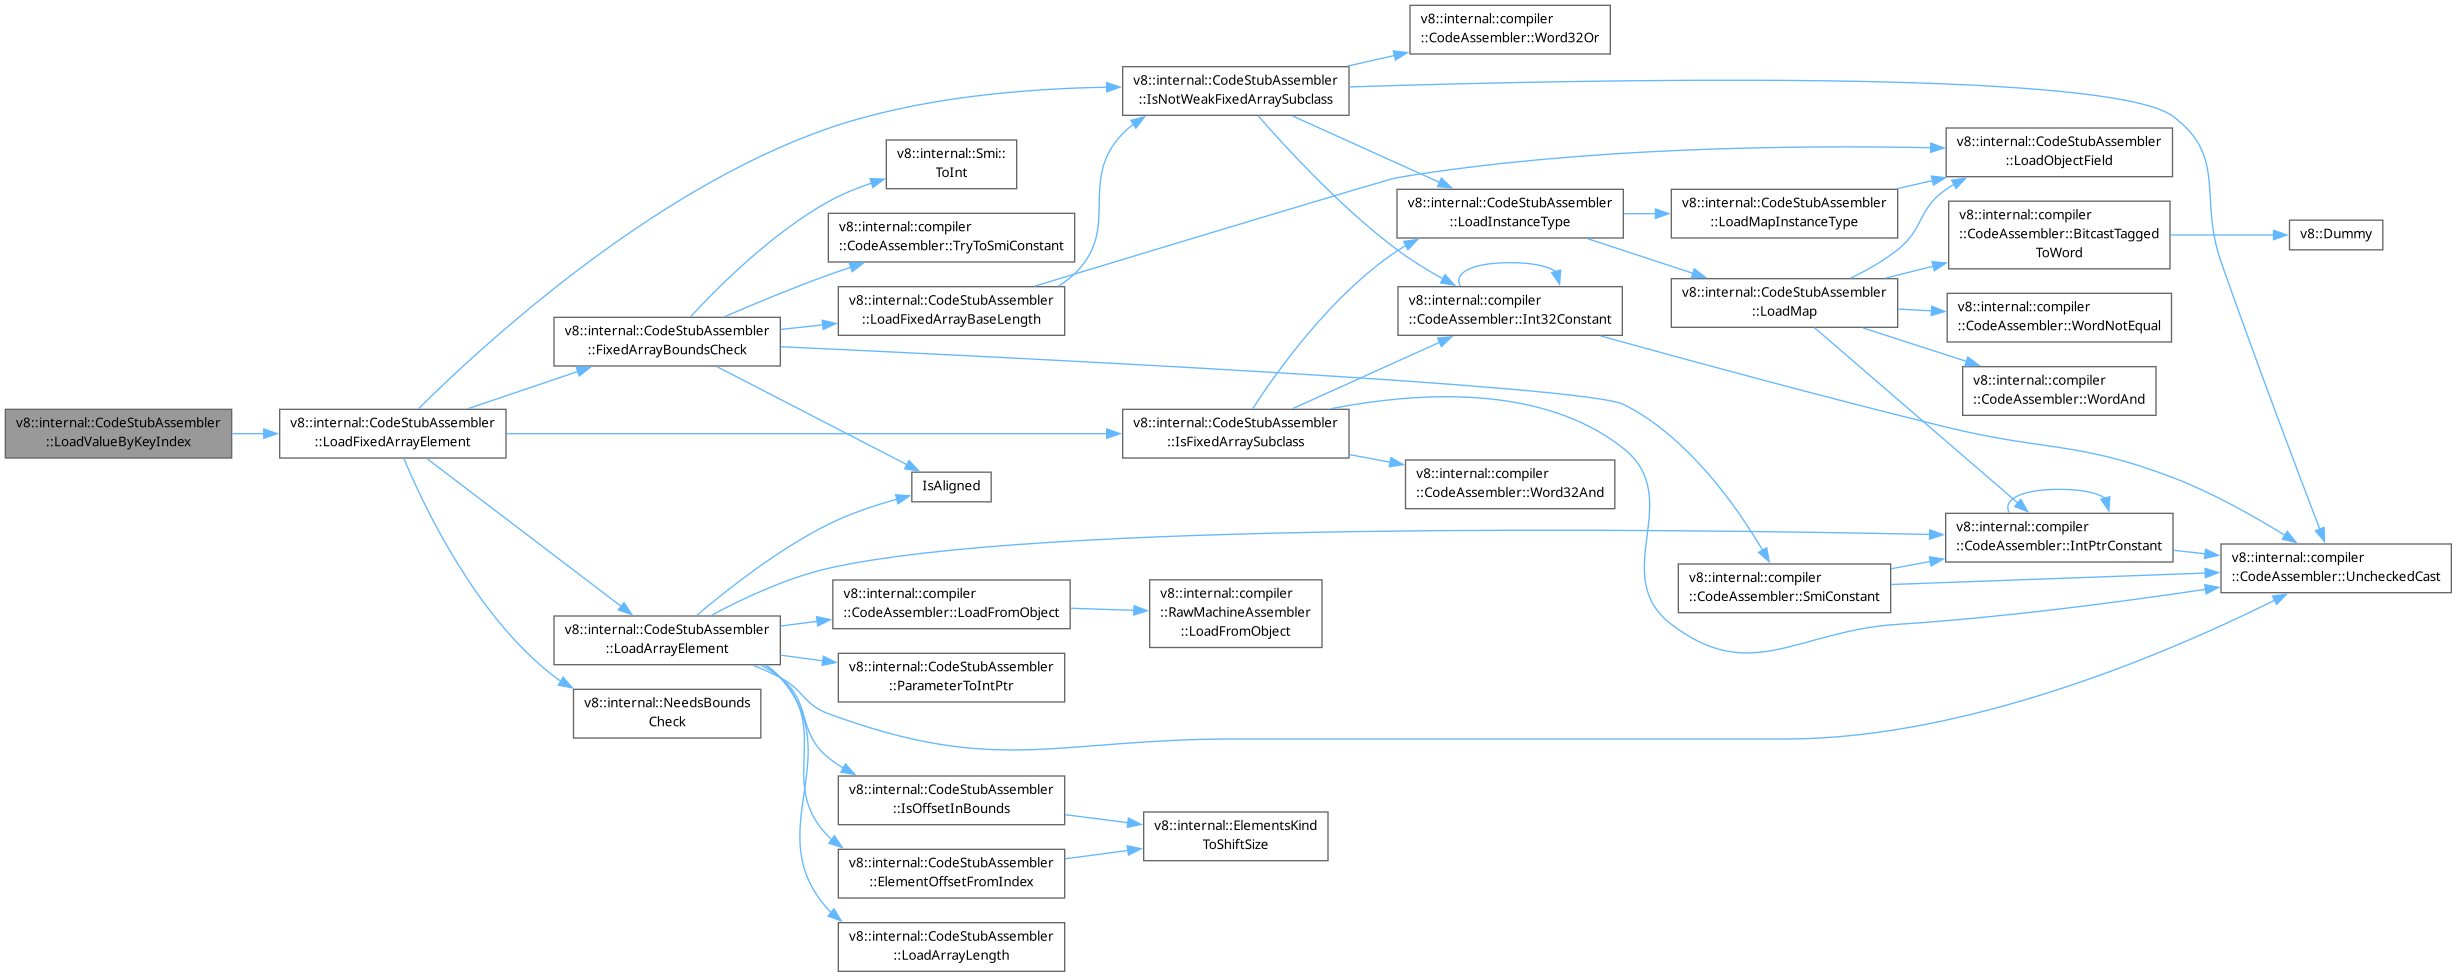 v8::internal::CodeStubAssembler
::LoadValueByKeyIndex
v8::internal::CodeStubAssembler
::LoadFixedArrayElement
v8::internal::CodeStubAssembler
::FixedArrayBoundsCheck
v8::internal::Smi::
ToInt
v8::internal::compiler
::CodeAssembler::TryToSmiConstant
v8::internal::CodeStubAssembler
::LoadFixedArrayBaseLength
v8::internal::CodeStubAssembler
::IsNotWeakFixedArraySubclass
v8::internal::compiler
::CodeAssembler::Word32Or
v8::internal::CodeStubAssembler
::LoadInstanceType
v8::internal::compiler
::CodeAssembler::Int32Constant
v8::internal::CodeStubAssembler
::LoadMapInstanceType
v8::internal::CodeStubAssembler
::LoadMap
v8::internal::CodeStubAssembler
::LoadObjectField
v8::internal::compiler
::CodeAssembler::BitcastTagged
ToWord
v8::Dummy
v8::internal::compiler
::CodeAssembler::WordNotEqual
v8::internal::compiler
::CodeAssembler::WordAnd
v8::internal::CodeStubAssembler
::IsFixedArraySubclass
v8::internal::compiler
::CodeAssembler::Word32And
IsAligned
v8::internal::compiler
::CodeAssembler::IntPtrConstant
v8::internal::compiler
::CodeAssembler::UncheckedCast
v8::internal::compiler
::CodeAssembler::SmiConstant
v8::internal::CodeStubAssembler
::LoadArrayElement
v8::internal::compiler
::CodeAssembler::LoadFromObject
v8::internal::compiler
::RawMachineAssembler
::LoadFromObject
v8::internal::CodeStubAssembler
::ParameterToIntPtr
v8::internal::NeedsBounds
Check
v8::internal::CodeStubAssembler
::IsOffsetInBounds
v8::internal::ElementsKind
ToShiftSize
v8::internal::CodeStubAssembler
::ElementOffsetFromIndex
v8::internal::CodeStubAssembler
::LoadArrayLength